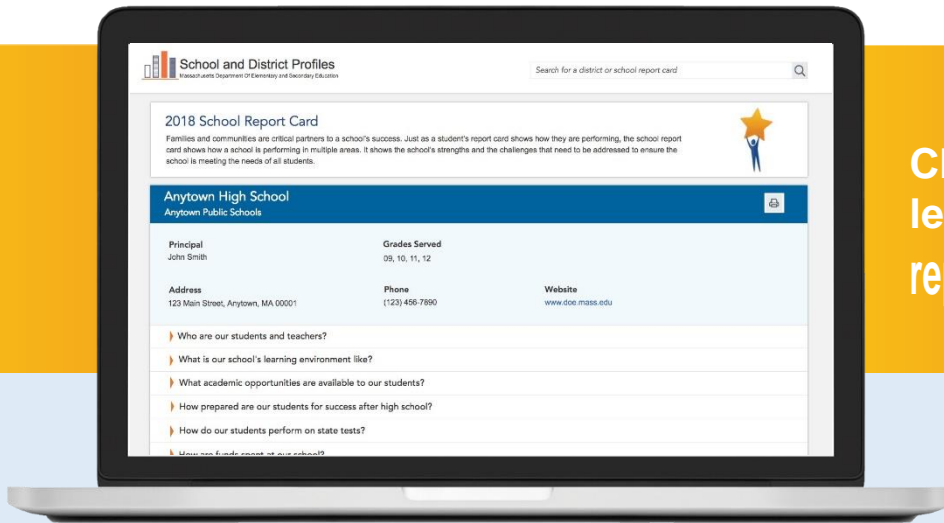 School and District Profiles
Massachusetts Department Of Elementary and Secondary Education
Search for a district or school report card
2018 School Report Card
Families and communities are critical partners to a school's success. Just as a student's report card shows how they are performing, the school report
card shows how a school is performing in multiple areas. It shows the school's strengths and the challenges that need to be addressed to ensure the
school is meeting the needs of all students.
Anytown High School
Anytown Public Schools
Principal
John Smith
Grades Served
09, 10, 11, 12
Address
123 Main Street, Anytown, MA 00001
Phone
(123) 456-7890
Website
www.doe.mass.edu
Who are our students and teachers?
What is our school's learning environment like?
What academic opportunities are available to our students?
How prepared are our students for success after high school?
How do our students perform on state tests?
How are funds spent at our school?